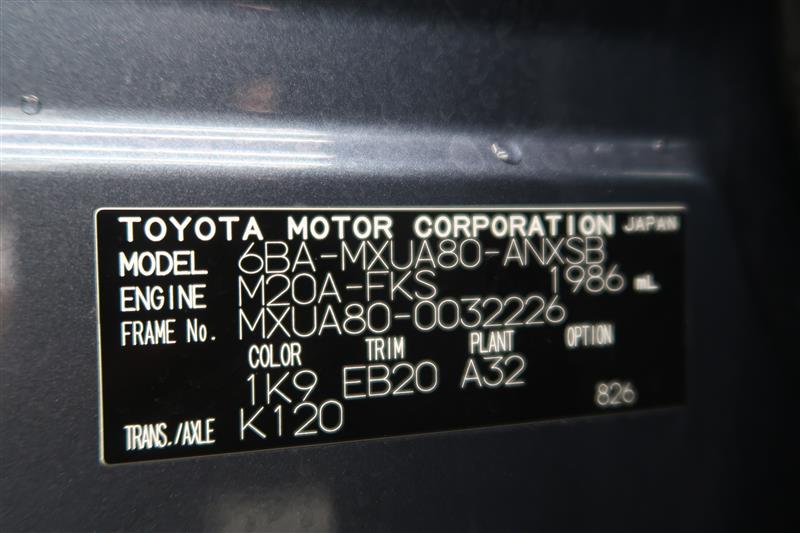 TOYOTA MOTOR CORPORATION JAPAN
MODEL 6BA-MXUA80-ANXSB
ENGINE M20A-FKS 1986 mL
FRAME No. MXUA80-0032226
COLOR TRIM PLANT OPTION
1K9 EB20 A32
826
TRANS./AXLE K120